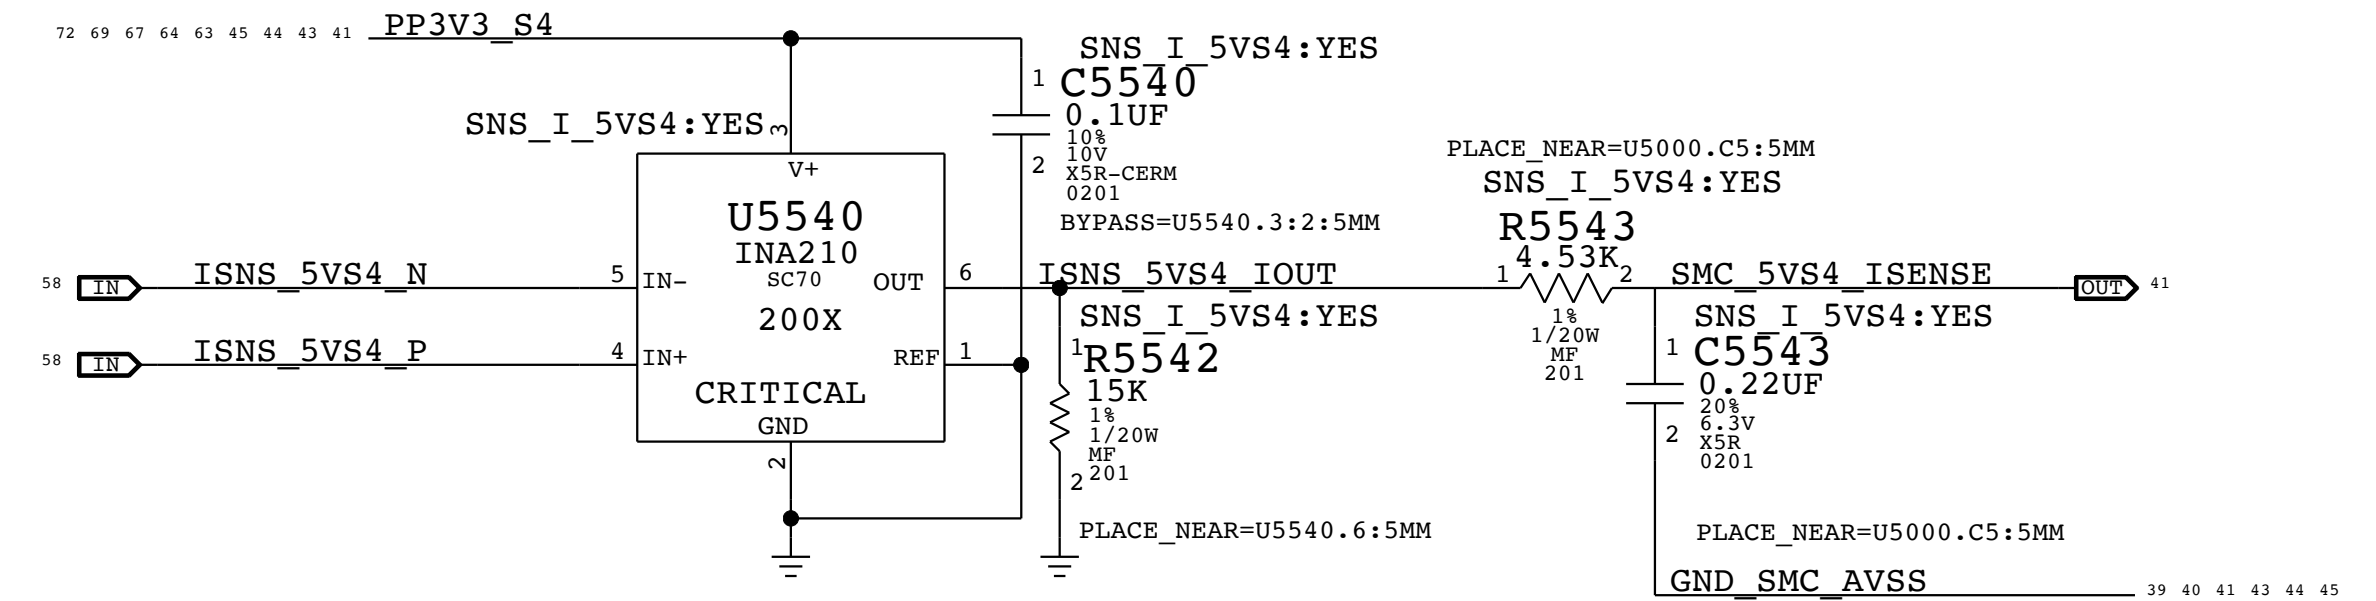 72 69 67 64 63 45 44 43 41 PP3V3_S4
SNS_I_5VS4:YES
1 C5540
0.1UF
10%
10V
2 X5R-CERM
0201
BYPASS=U5540.3:2:5MM
SNS_I_5VS4:YES 3
V+
U5540
INA210
SC70
200X
CRITICAL
GND
2
58 IN ISNS_5VS4_N 5 IN-
58 IN ISNS_5VS4_P 4 IN+
OUT 6 ISNS_5VS4_IOUT
REF 1
SNS_I_5VS4:YES
1 R5542
15K
1%
1/20W
MF
2 201
PLACE_NEAR=U5540.6:5MM
PLACE_NEAR=U5000.C5:5MM
SNS_I_5VS4:YES
R5543
4.53K
1 2
1%
1/20W
MF
201
SMC_5VS4_ISENSE OUT 41
SNS_I_5VS4:YES
1 C5543
0.22UF
20%
6.3V
2 X5R
0201
PLACE_NEAR=U5000.C5:5MM
GND_SMC_AVSS 39 40 41 43 44 45